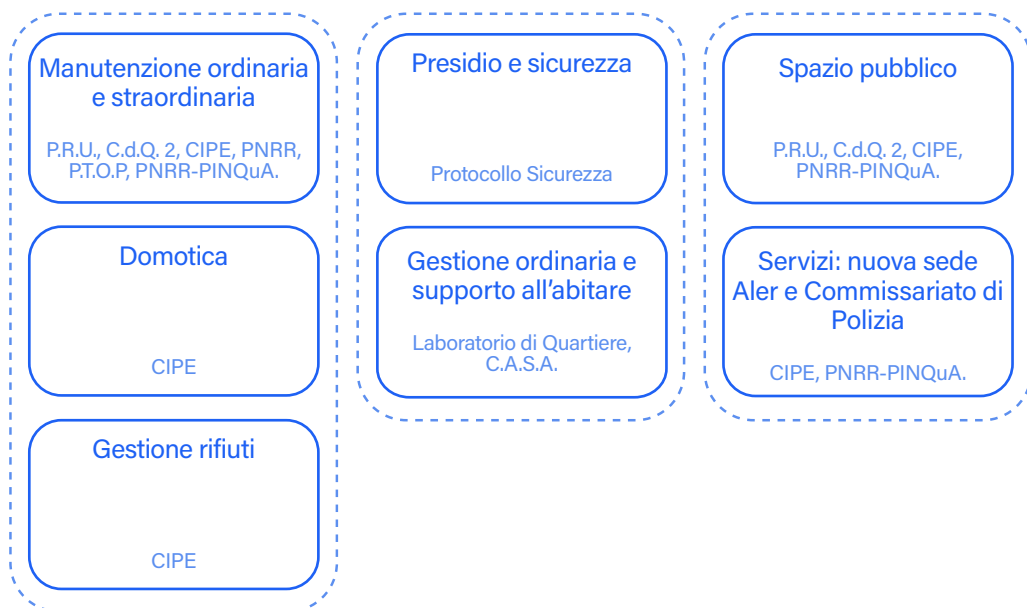 Manutenzione ordinaria
e straordinaria
P.R.U., C.d.Q. 2, CIPE, PNRR,
P.T.O.P, PNRR-PINQuA.
Domotica
CIPE
Gestione rifiuti
CIPE
Presidio e sicurezza
Protocollo Sicurezza
Gestione ordinaria e
supporto all'abitare
Laboratorio di Quartiere,
C.A.S.A.
Spazio pubblico
P.R.U., C.d.Q. 2, CIPE,
PNRR-PINQuA.
Servizi: nuova sede
Aler e Commissariato di
Polizia
CIPE, PNRR-PINQuA.